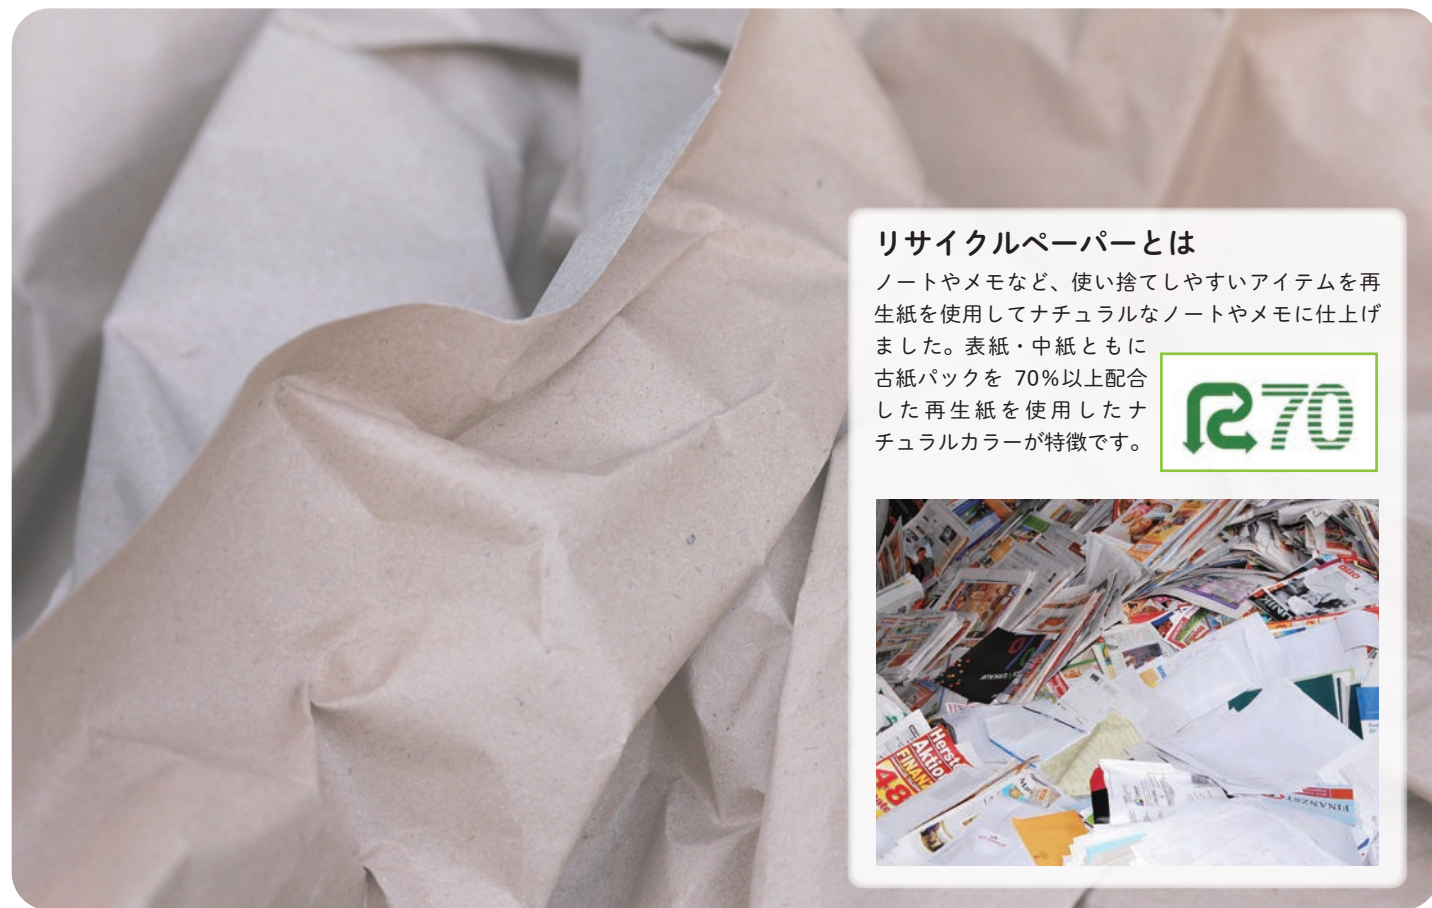 リサイクルペーパーとは
ノートやメモなど、使い捨てしやすいアイテムを再
生紙を使用してナチュラルなノートやメモに仕上げ
ました。表紙・中紙ともに
古紙パックを 70%以上配合
した再生紙を使用したナ
チュラルカラーが特徴です。
R70
Herst
Aktio
FINANZ
48
FINANZST